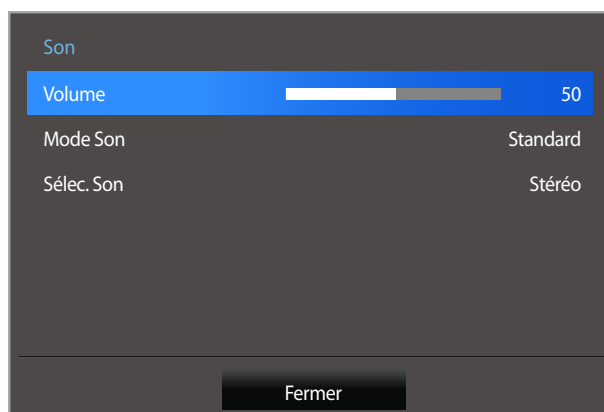 Son
Volume 50
Mode Son Standard
Sélec. Son Stéréo
Fermer